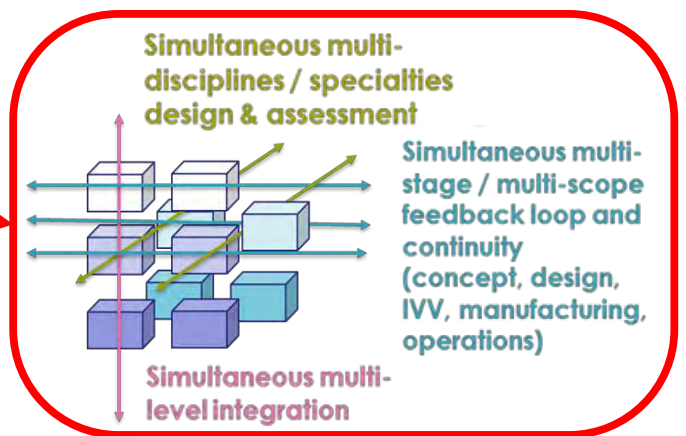 Simultaneous multi-
disciplines / specialties
design & assessment
Simultaneous multi-
stage / multi-scope
feedback loop and
continuity
(concept, design,
IVV, manufacturing,
operations)
Simultaneous multi-
level integration